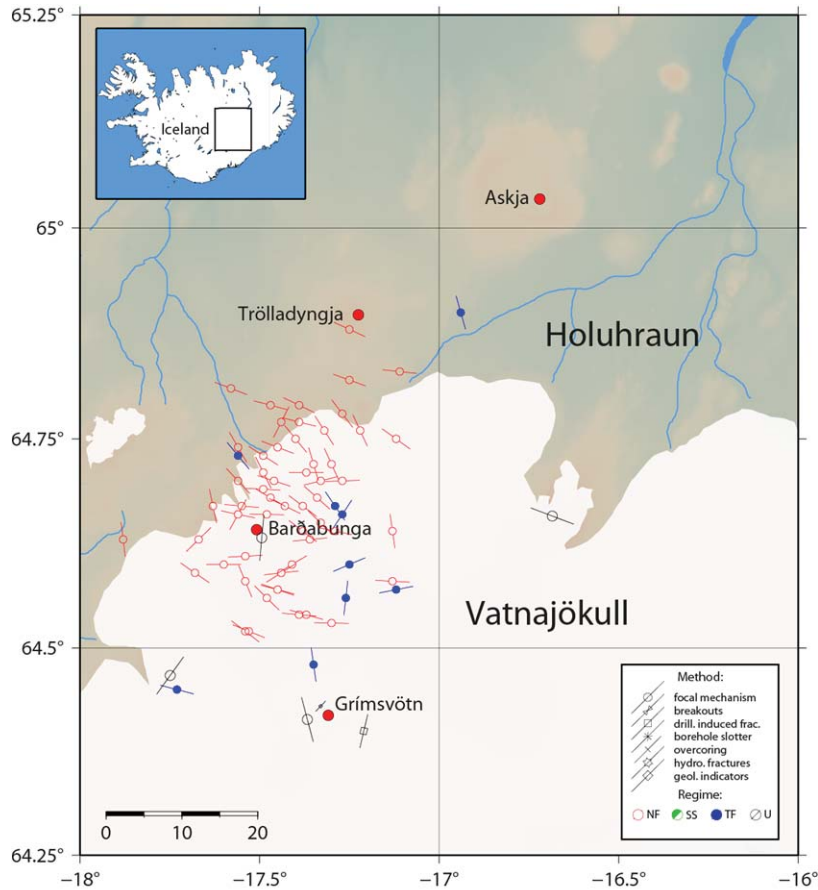 65.25°
Iceland
Askja
65°
Trölladyngja
Holuhraun
64.75°
Barðabunga
Vatnajökull
64.5°
Grímsvötn
Method:
focal mechanism
breakouts
drill. induced frac.
borehole slotter
overcoring
hydro. fractures
geol. indicators
Regime:
NF SS TF U
0 10 20
64.25°
−18° −17.5° −17° −16.5° −16°